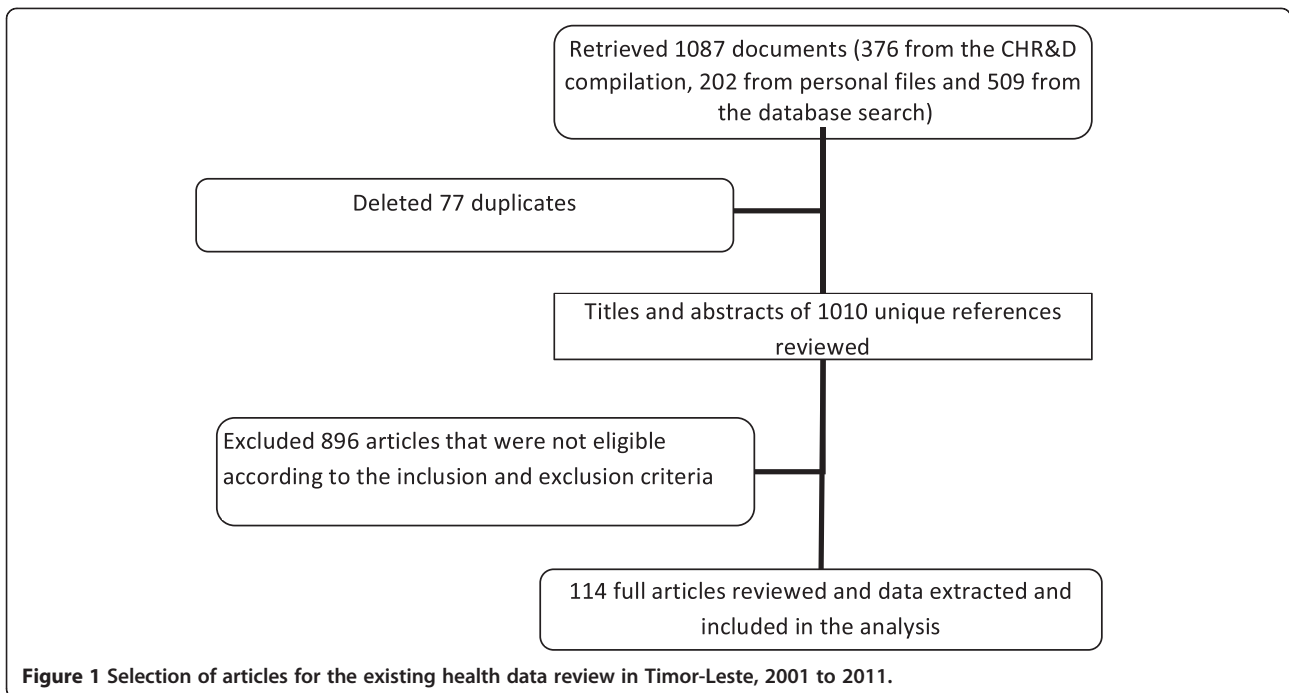 Retrieved 1087 documents (376 from the CHR&D
compilation, 202 from personal files and 509 from
the database search)
Deleted 77 duplicates
Titles and abstracts of 1010 unique references
reviewed
Excluded 896 articles that were not eligible
according to the inclusion and exclusion criteria
114 full articles reviewed and data extracted and
included in the analysis
Figure 1 Selection of articles for the existing health data review in Timor-Leste, 2001 to 2011.